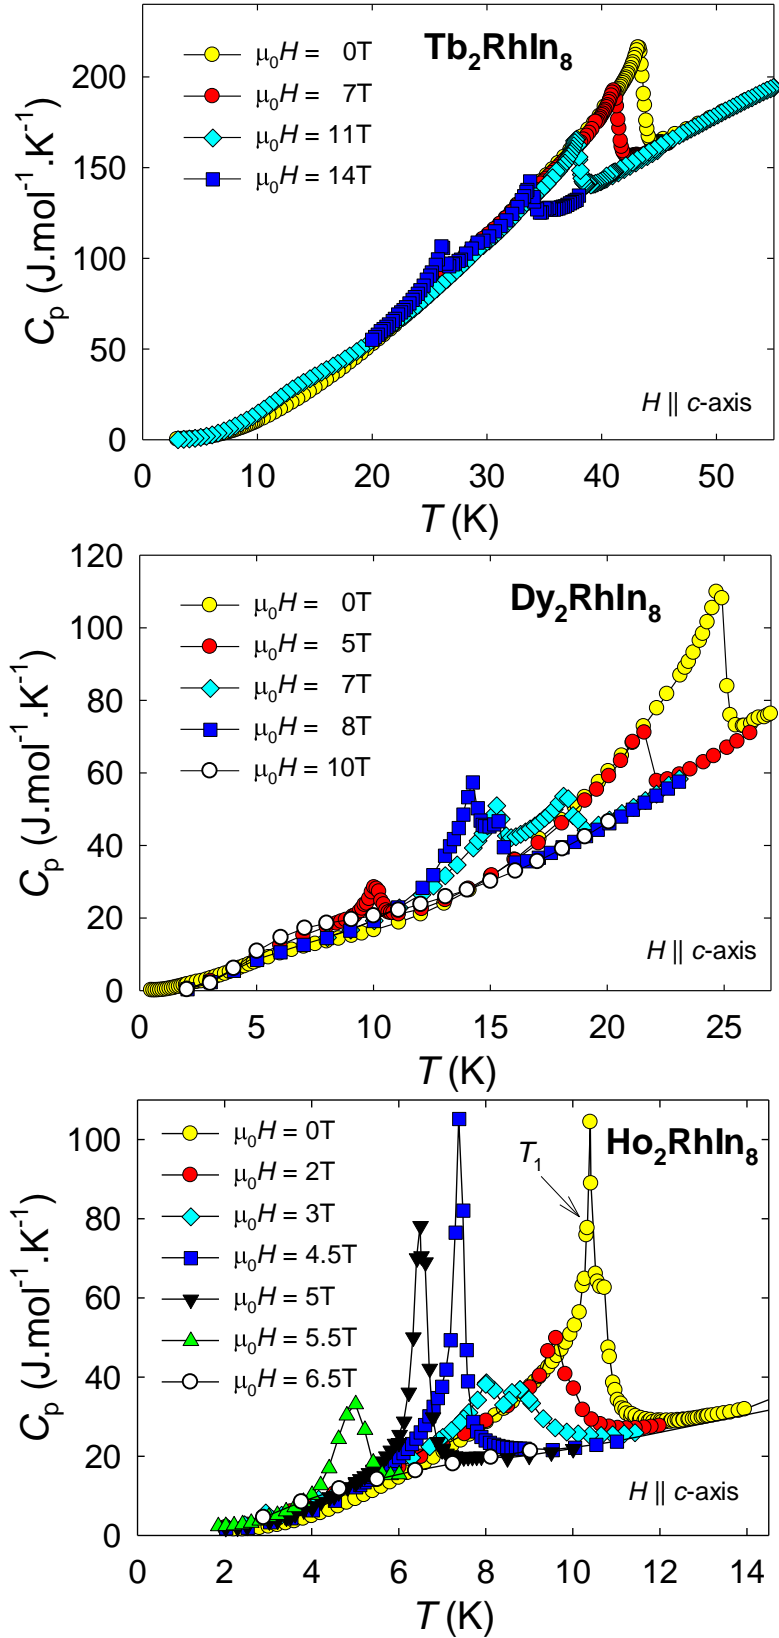 Tb₂RhIn₈
μ₀H = 0T
μ₀H = 7T
μ₀H = 11T
μ₀H = 14T
200
150
100
50
0
Cₚ (J.mol⁻¹.K⁻¹)
H || c-axis
0 10 20 30 40 50
T (K)
Dy₂RhIn₈
μ₀H = 0T
μ₀H = 5T
μ₀H = 7T
μ₀H = 8T
μ₀H = 10T
120
100
80
60
40
20
0
Cₚ (J.mol⁻¹.K⁻¹)
H || c-axis
0 5 10 15 20 25
T (K)
Ho₂RhIn₈
μ₀H = 0T
μ₀H = 2T
μ₀H = 3T
μ₀H = 4.5T
μ₀H = 5T
μ₀H = 5.5T
μ₀H = 6.5T
T₁
100
80
60
40
20
0
Cₚ (J.mol⁻¹.K⁻¹)
H || c-axis
0 2 4 6 8 10 12 14
T (K)